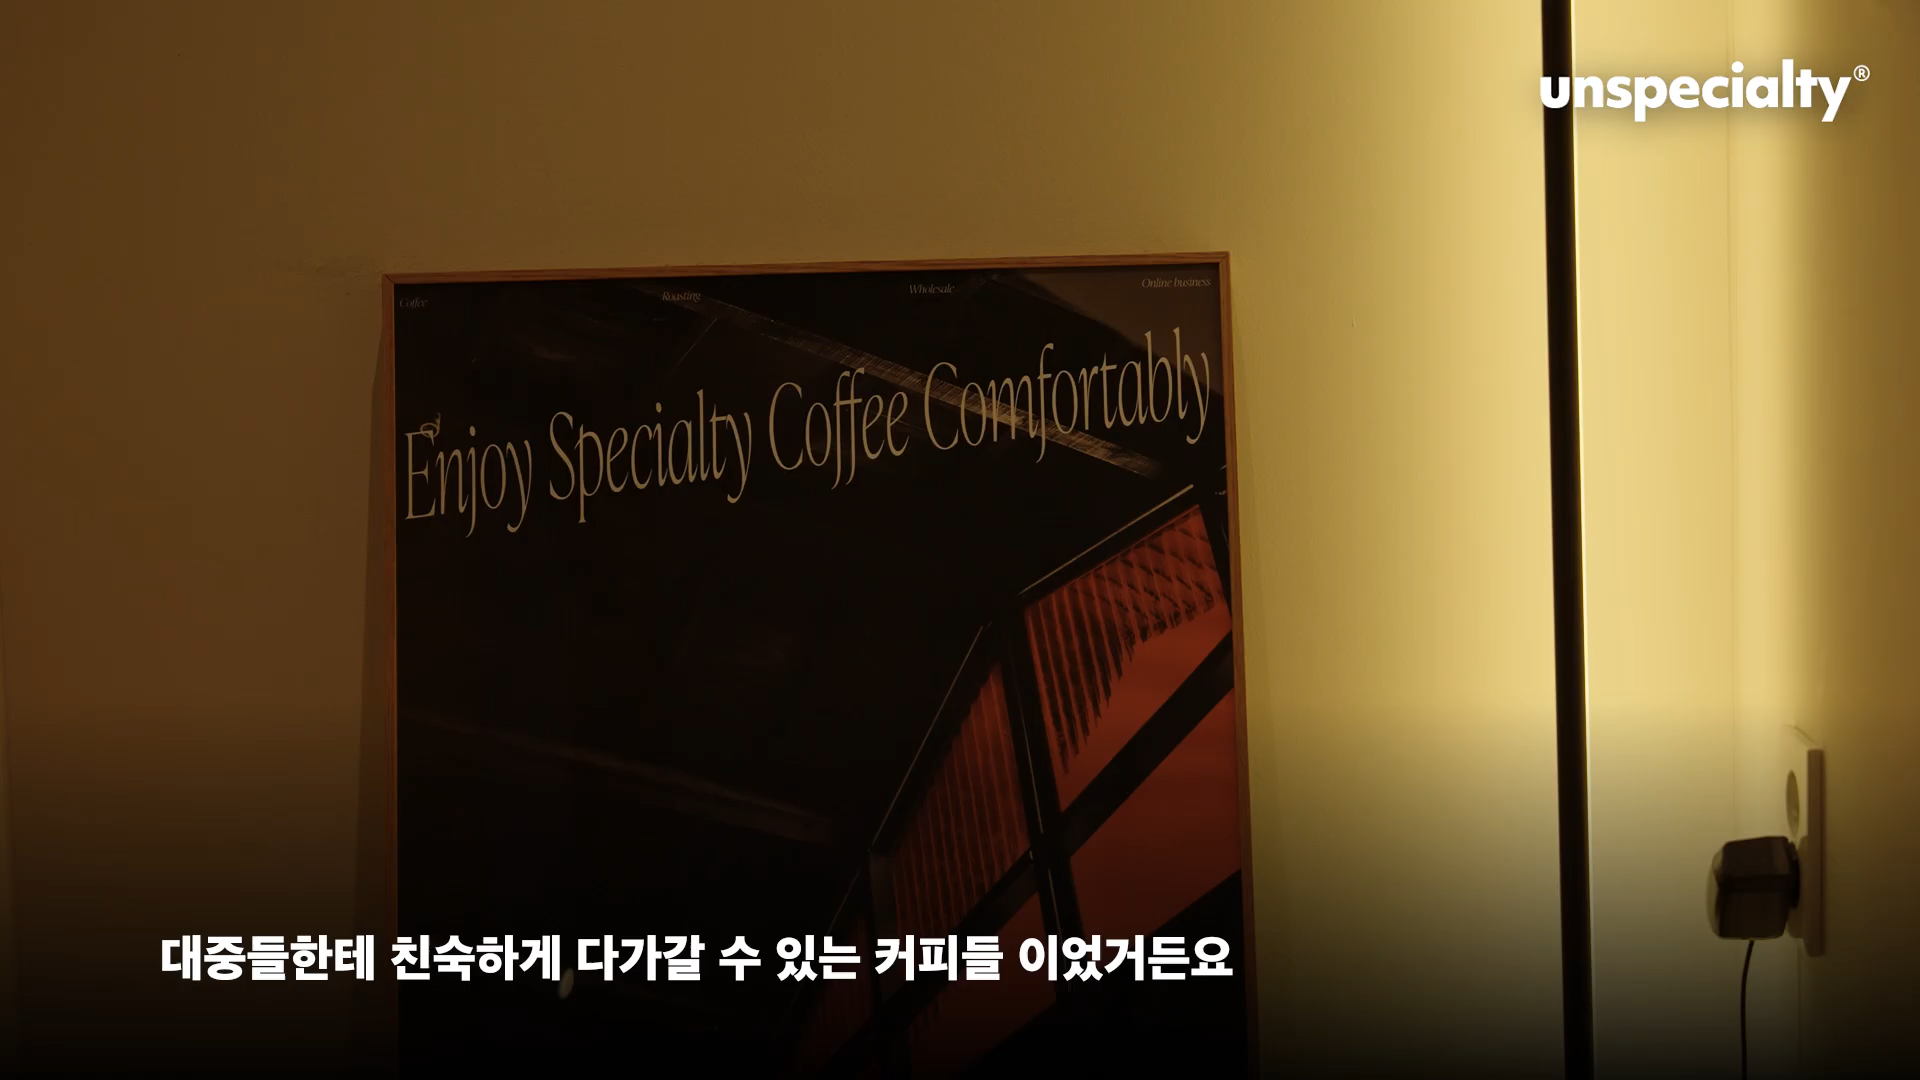 unspecialty®
Coffee Roasting Wholesale Online business
Enjoy Specialty Coffee Comfortably
대중들한테 친숙하게 다가갈 수 있는 커피들 이었거든요